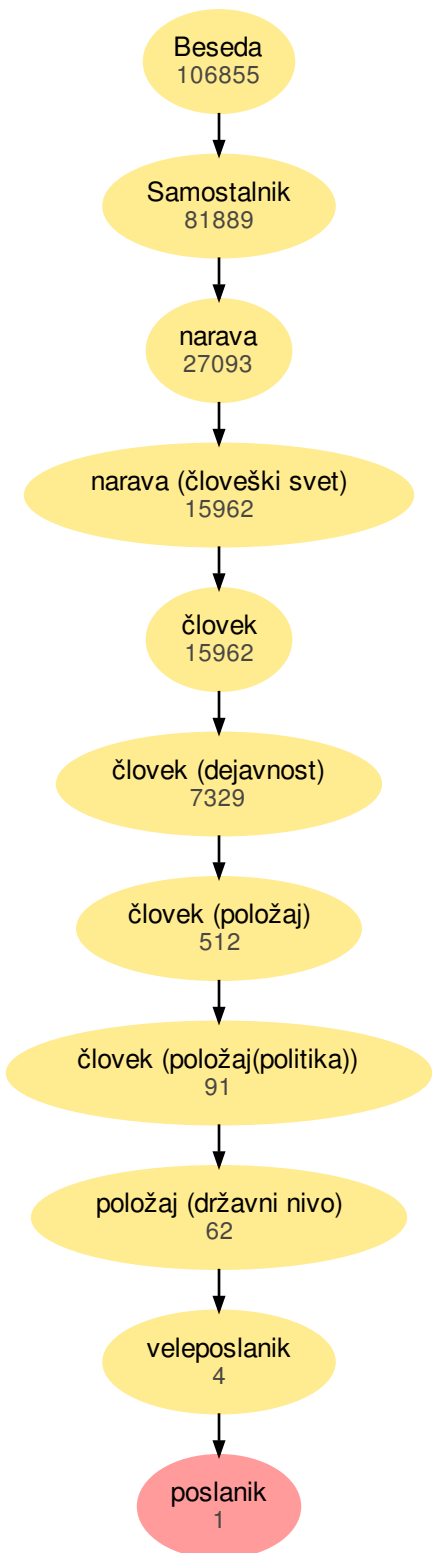 Beseda
106855
Samostalnik
81889
narava
27093
narava (človeški svet)
15962
človek
15962
človek (dejavnost)
7329
človek (položaj)
512
človek (položaj(politika))
91
položaj (državni nivo)
62
veleposlanik
4
poslanik
1